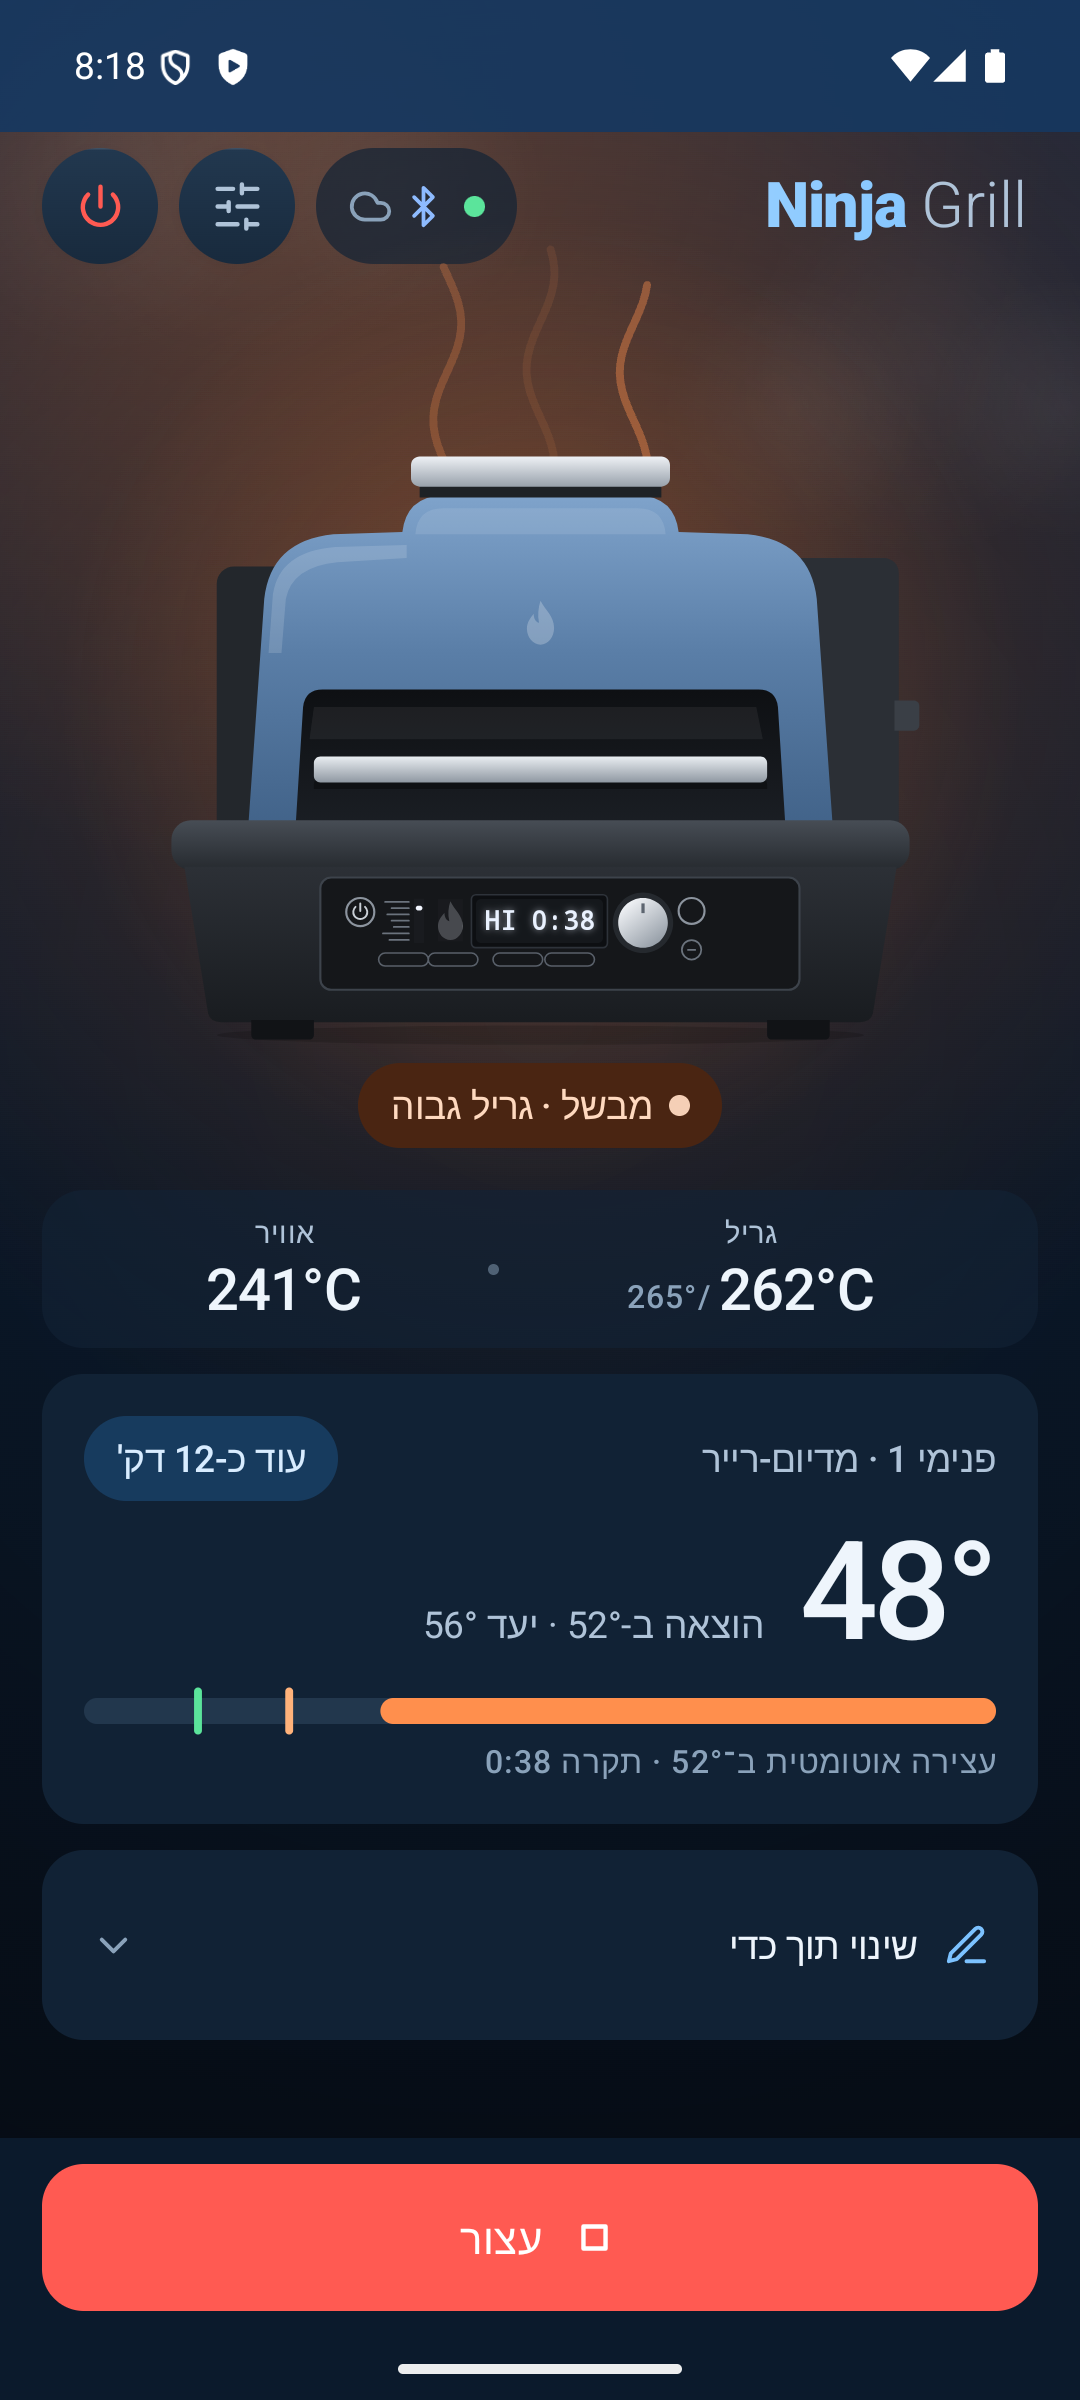 8:18
Ninja Grill
HI 0:38
מבשל · גריל גבוה
גריל
262°C /265°
אוויר
241°C
פנימי 1 · מדיום-רייר
עוד כ-12 דק'
48°
הוצאה ב-52° · יעד 56°
עצירה אוטומטית ב־52° · תקרה 0:38
שינוי תוך כדי
עצור